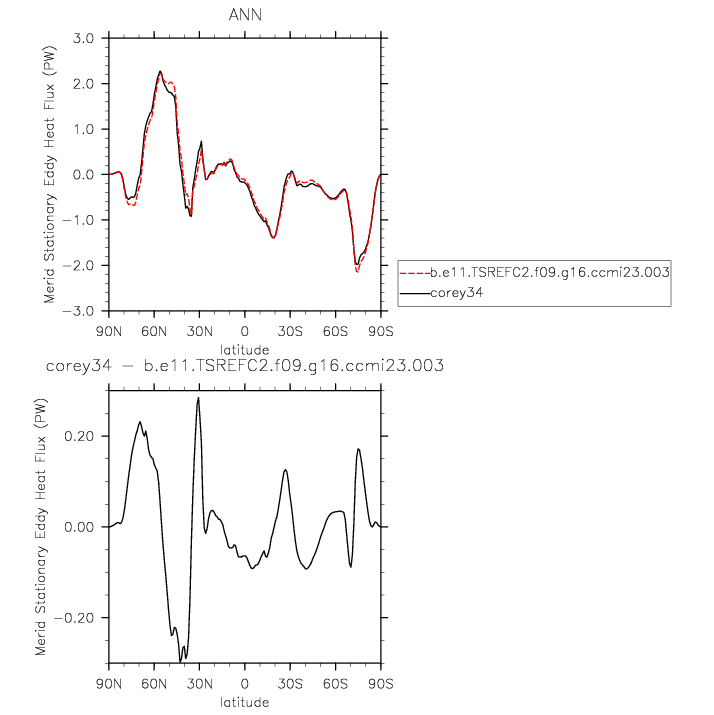 ANN
Merid Stationary Eddy Heat Flux (PW)
3.0
2.0
1.0
0.0
-1.0
-2.0
-3.0
90N 60N 30N 0 30S 60S 90S
latitude
b.e11.TSREFC2.f09.g16.ccmi23.003
corey34
corey34 - b.e11.TSREFC2.f09.g16.ccmi23.003
Merid Stationary Eddy Heat Flux (PW)
0.20
0.00
-0.20
90N 60N 30N 0 30S 60S 90S
latitude